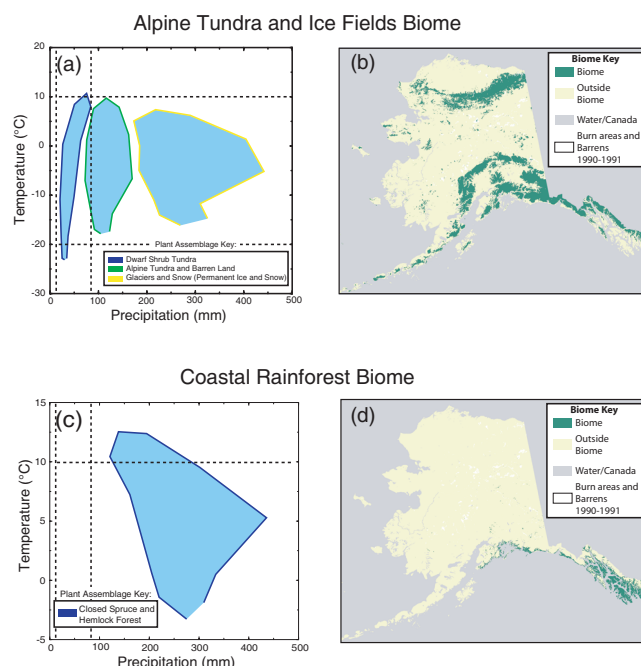 Alpine Tundra and Ice Fields Biome
20
10
0
-10
-20
-30
Temperature (°C)
(a)
Plant Assemblage Key:
Dwarf Shrub Tundra
Alpine Tundra and Barren Land
Glaciers and Snow (Permanent Ice and Snow)
0 100 200 300 400 500
Precipitation (mm)
(b)
Biome Key
Biome
Outside
Biome
Water/Canada
Burn areas and
Barrens
1990-1991
Coastal Rainforest Biome
15
10
5
0
-5
Temperature (°C)
(c)
Plant Assemblage Key:
Closed Spruce and
Hemlock Forest
0 100 200 300 400 500
Precipitation (mm)
(d)
Biome Key
Biome
Outside
Biome
Water/Canada
Burn areas and
Barrens
1990-1991